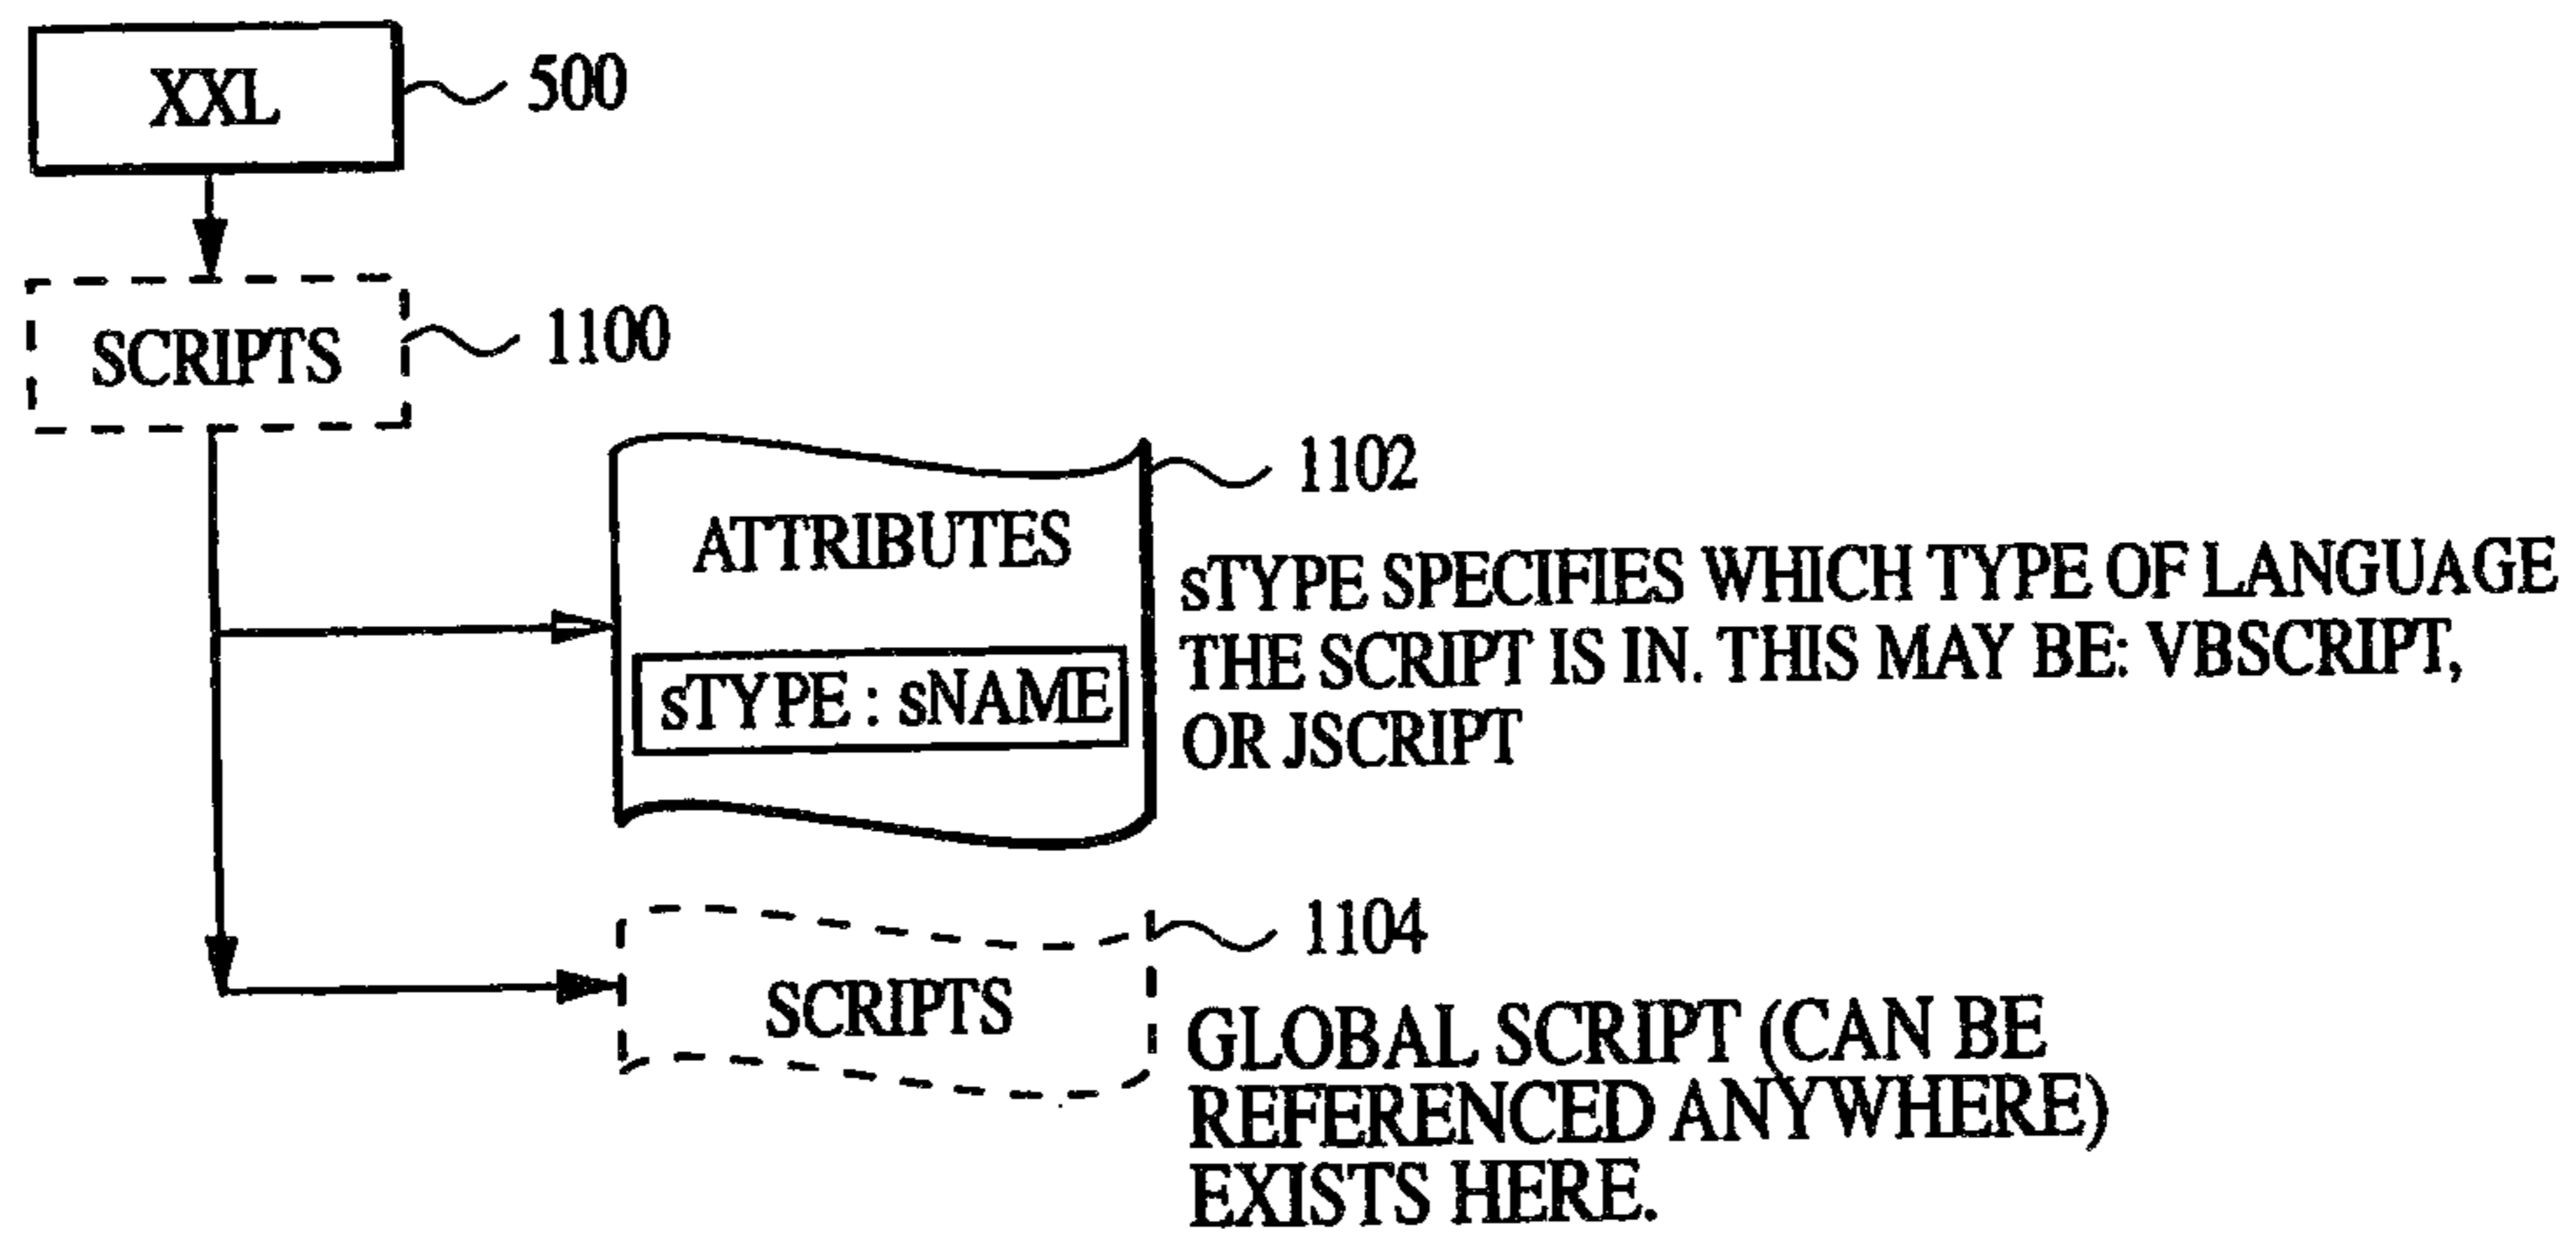 XXL
500
SCRIPTS
1100
1102
ATTRIBUTES
sTYPE : sNAME
sTYPE SPECIFIES WHICH TYPE OF LANGUAGE
THE SCRIPT IS IN. THIS MAY BE: VBSCRIPT,
OR JSCRIPT
1104
SCRIPTS
GLOBAL SCRIPT (CAN BE
REFERENCED ANYWHERE)
EXISTS HERE.